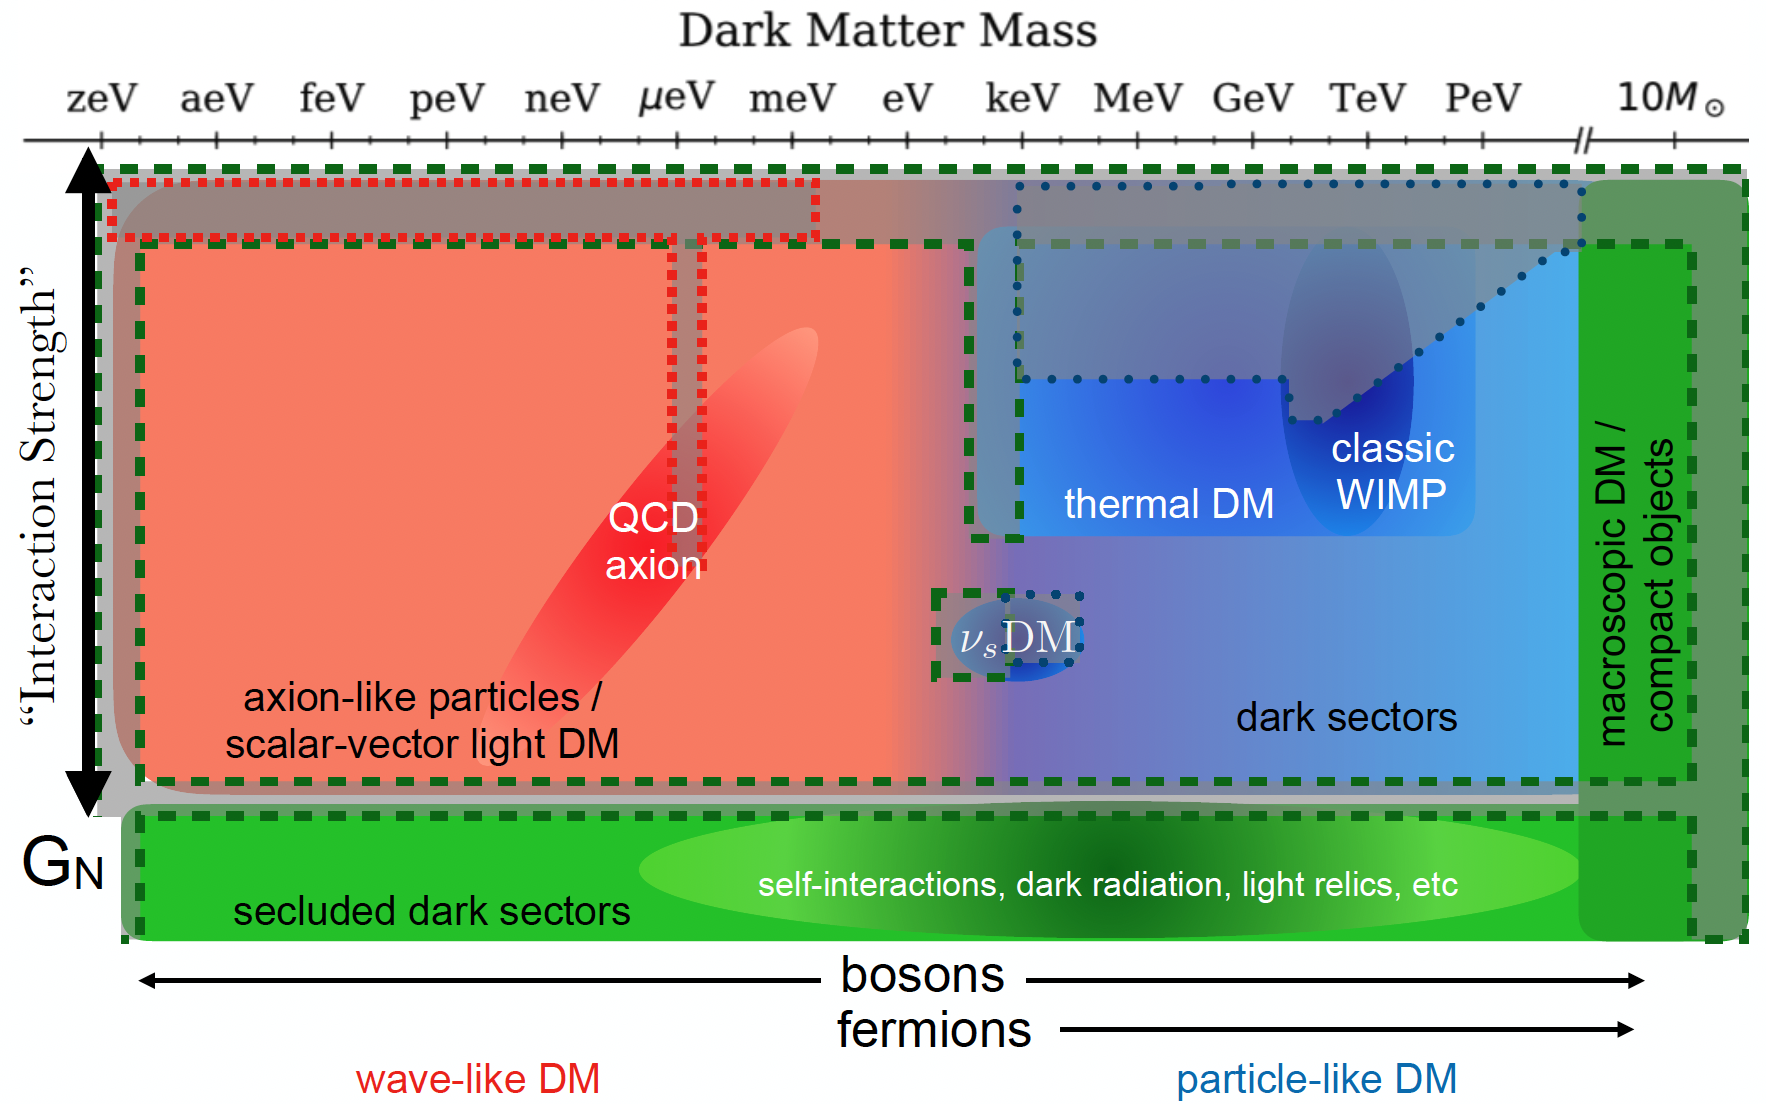 Dark Matter Mass
zeV aeV feV peV neV μeV meV eV keV MeV GeV TeV PeV 10M⊙
“Interaction Strength”
classic
WIMP
thermal DM
QCD
axion
νsDM
axion-like particles /
scalar-vector light DM
dark sectors
macroscopic DM /
compact objects
GN
self-interactions, dark radiation, light relics, etc
secluded dark sectors
bosons
fermions
wave-like DM
particle-like DM